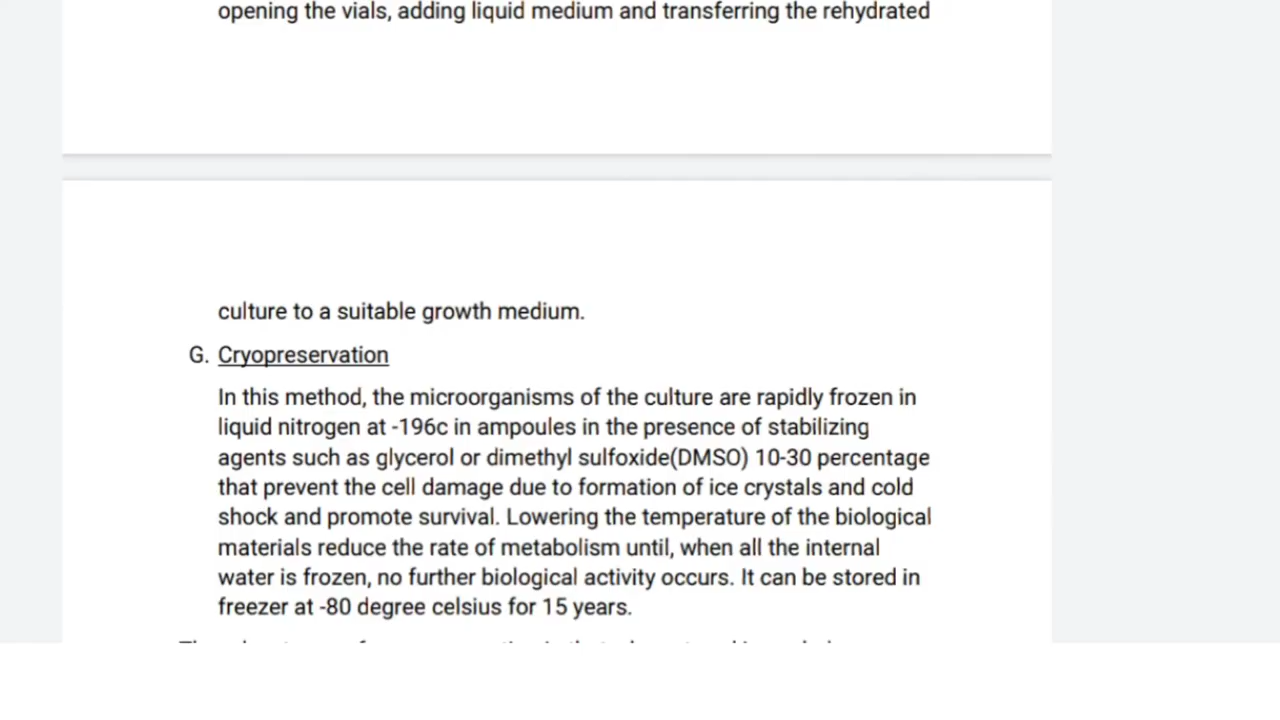 opening the vials, adding liquid medium and transferring the rehydrated
culture to a suitable growth medium.
G. Cryopreservation
In this method, the microorganisms of the culture are rapidly frozen in
liquid nitrogen at -196c in ampoules in the presence of stabilizing
agents such as glycerol or dimethyl sulfoxide(DMSO) 10-30 percentage
that prevent the cell damage due to formation of ice crystals and cold
shock and promote survival. Lowering the temperature of the biological
materials reduce the rate of metabolism until, when all the internal
water is frozen, no further biological activity occurs. It can be stored in
freezer at -80 degree celsius for 15 years.